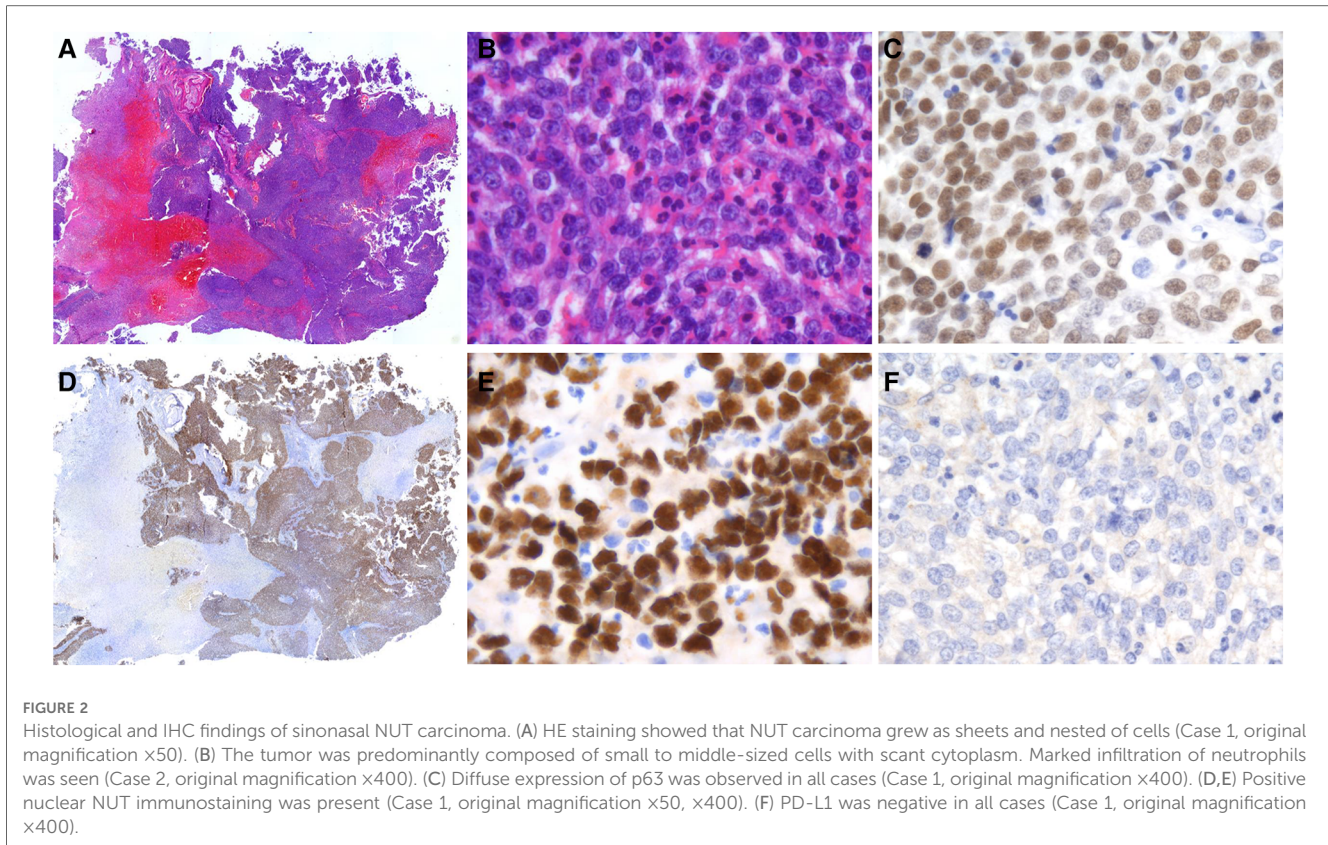 A
B
C
D
E
F
FIGURE 2
Histological and IHC findings of sinonasal NUT carcinoma. (A) HE staining showed that NUT carcinoma grew as sheets and nested of cells (Case 1, original
magnification ×50). (B) The tumor was predominantly composed of small to middle-sized cells with scant cytoplasm. Marked infiltration of neutrophils
was seen (Case 2, original magnification ×400). (C) Diffuse expression of p63 was observed in all cases (Case 1, original magnification ×400). (D,E) Positive
nuclear NUT immunostaining was present (Case 1, original magnification ×50, ×400). (F) PD-L1 was negative in all cases (Case 1, original magnification
×400).